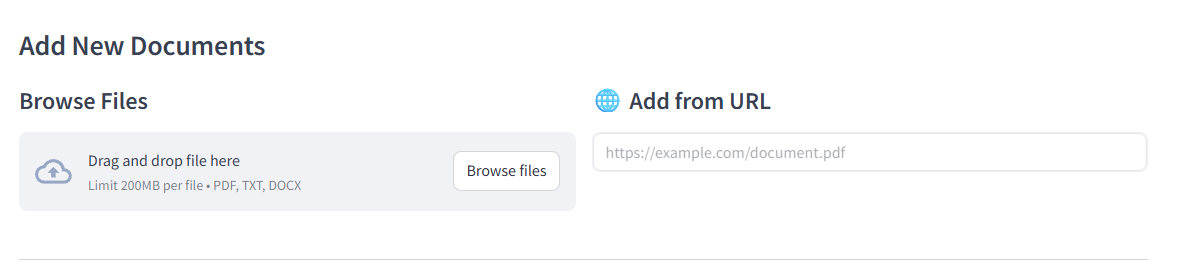 Add New Documents
Browse Files
Drag and drop file here
Limit 200MB per file • PDF, TXT, DOCX
Browse files
🌐 Add from URL
https://example.com/document.pdf